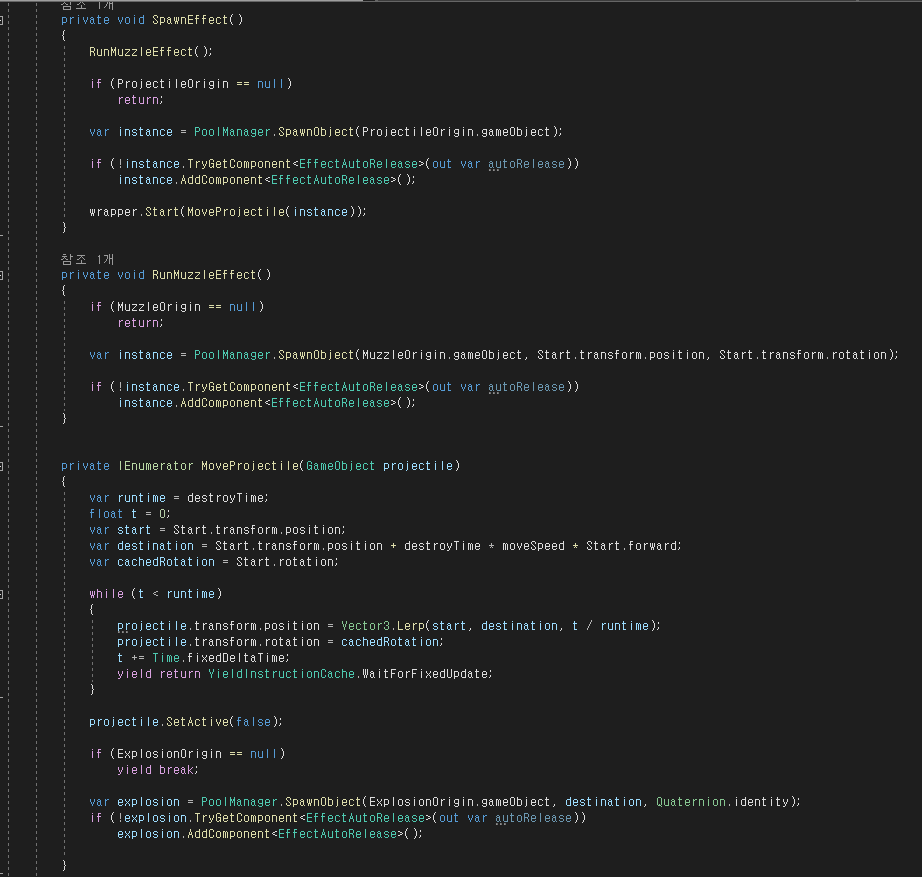 참조 1개
private void SpawnEffect()
{
RunMuzzleEffect();
if (ProjectileOrigin == null)
return;
var instance = PoolManager.SpawnObject(ProjectileOrigin.gameObject);
if (!instance.TryGetComponent<EffectAutoRelease>(out var autoRelease))
instance.AddComponent<EffectAutoRelease>();
wrapper.Start(MoveProjectile(instance));
}
참조 1개
private void RunMuzzleEffect()
{
if (MuzzleOrigin == null)
return;
var instance = PoolManager.SpawnObject(MuzzleOrigin.gameObject, Start.transform.position, Start.transform.rotation);
if (!instance.TryGetComponent<EffectAutoRelease>(out var autoRelease))
instance.AddComponent<EffectAutoRelease>();
}
private IEnumerator MoveProjectile(GameObject projectile)
{
var runtime = destroyTime;
float t = 0;
var start = Start.transform.position;
var destination = Start.transform.position + destroyTime * moveSpeed * Start.forward;
var cachedRotation = Start.rotation;
while (t < runtime)
{
projectile.transform.position = Vector3.Lerp(start, destination, t / runtime);
projectile.transform.rotation = cachedRotation;
t += Time.fixedDeltaTime;
yield return YieldInstructionCache.WaitForFixedUpdate;
}
projectile.SetActive(false);
if (ExplosionOrigin == null)
yield break;
var explosion = PoolManager.SpawnObject(ExplosionOrigin.gameObject, destination, Quaternion.identity);
if (!explosion.TryGetComponent<EffectAutoRelease>(out var autoRelease))
explosion.AddComponent<EffectAutoRelease>();
}